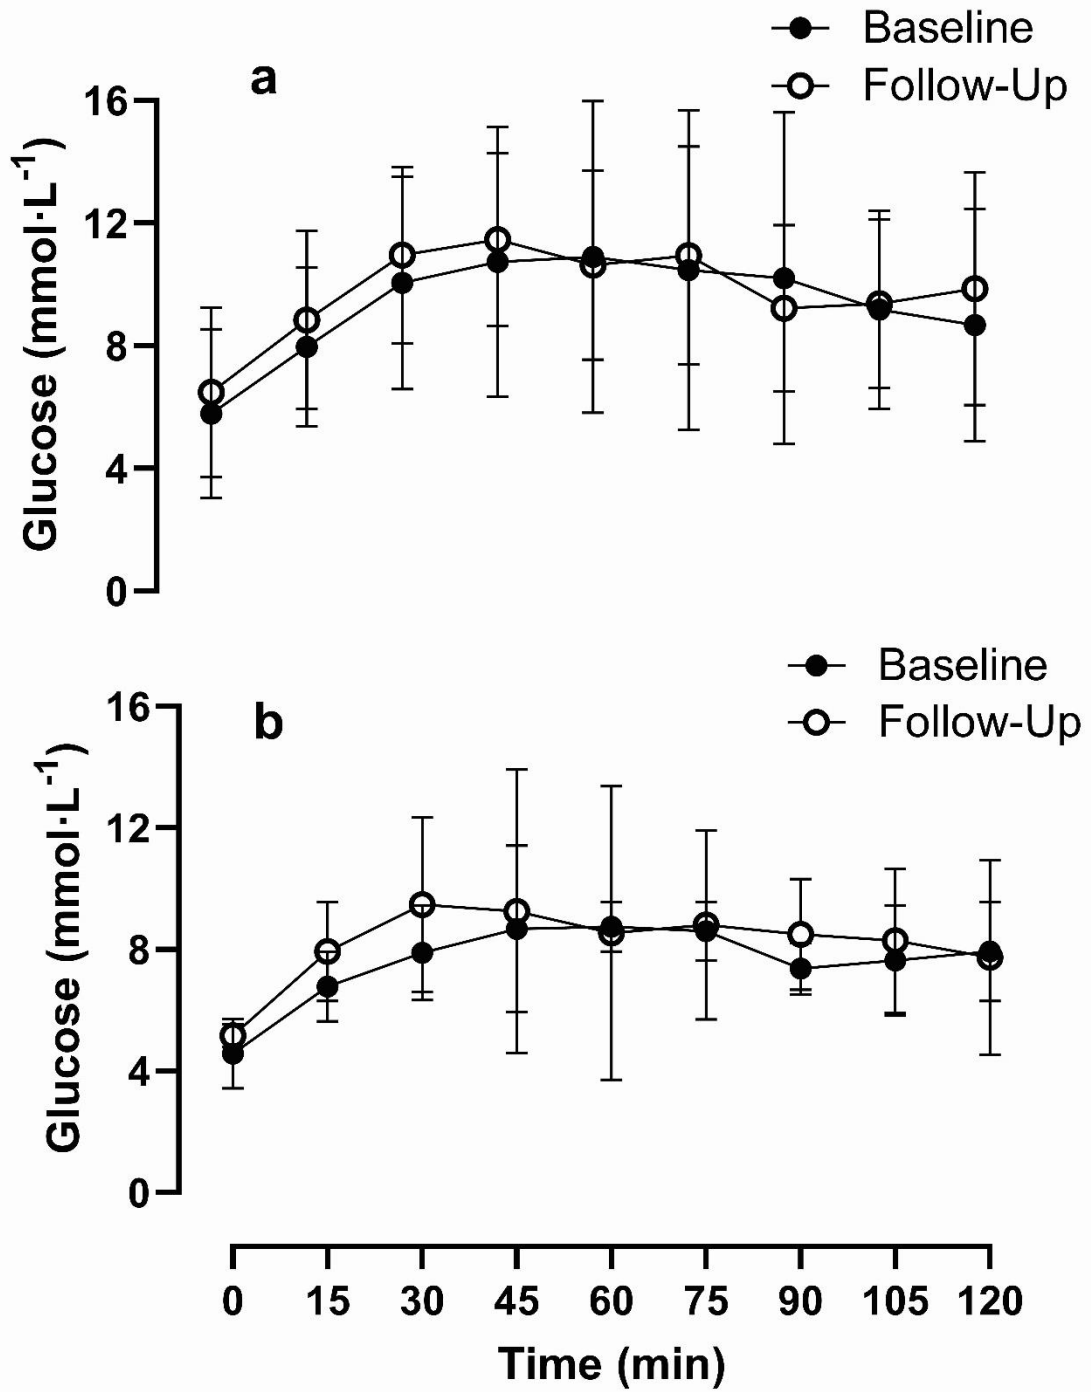 Baseline
Follow-Up
a
16
12
8
4
0
Glucose (mmol·L⁻¹)
Baseline
Follow-Up
b
16
12
8
4
0
Glucose (mmol·L⁻¹)
0 15 30 45 60 75 90 105 120
Time (min)